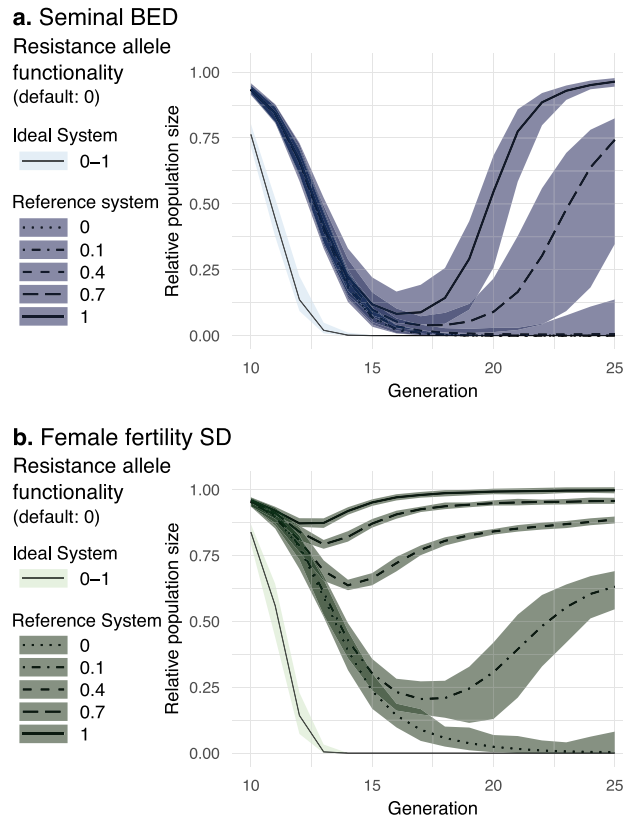 a. Seminal BED
Resistance allele
functionality
(default: 0)
Ideal System
0–1
Reference system
0
0.1
0.4
0.7
1
Relative population size
1.00
0.75
0.50
0.25
0.00
10
15
20
25
Generation
b. Female fertility SD
Resistance allele
functionality
(default: 0)
Ideal System
0–1
Reference System
0
0.1
0.4
0.7
1
Relative population size
1.00
0.75
0.50
0.25
0.00
10
15
20
25
Generation